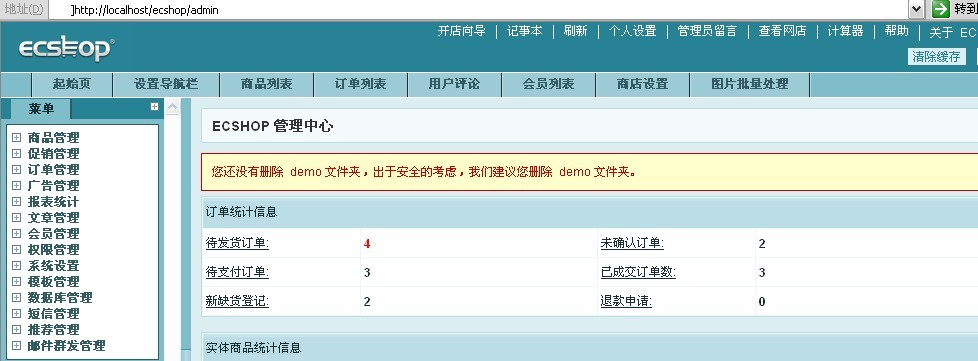 地址(D) ]http://localhost/ecshop/admin 转到
ecshop
开店向导 记事本 刷新 个人设置 管理员留言 查看网店 计算器 帮助 关于 EC
清除缓存
起始页 设置导航栏 商品列表 订单列表 用户评论 会员列表 商店设置 图片批量处理
菜单
商品管理
促销管理
订单管理
广告管理
报表统计
文章管理
会员管理
权限管理
系统设置
模板管理
数据库管理
短信管理
推荐管理
邮件群发管理
ECSHOP 管理中心
您还没有删除 demo 文件夹，出于安全的考虑，我们建议您删除 demo 文件夹。
订单统计信息
待发货订单: 4 未确认订单: 2
待支付订单: 3 已成交订单数: 3
新缺货登记: 2 退款申请: 0
实体商品统计信息